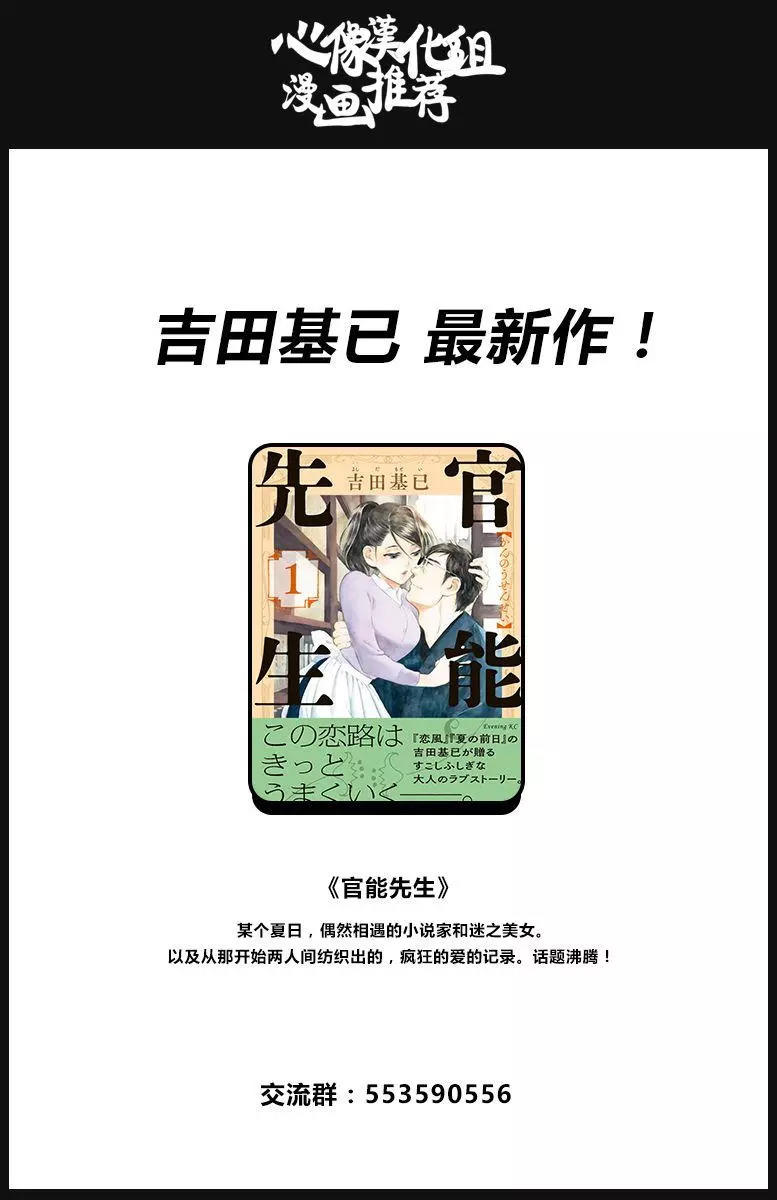 心像漢化組
漫画推荐
吉田基已 最新作！
官能
先生
【かんのうせんせい】
よしだもとい
吉田基已
1
Evening KC
この恋路は
きっと
うまくいく――。
『恋風』『夏の前日』の
吉田基已が贈る
すこしふしぎな
大人のラブストーリー。
《官能先生》
某个夏日，偶然相遇的小说家和迷之美女。
以及从那开始两人间纺织出的，疯狂的爱的记录。话题沸腾！
交流群：553590556